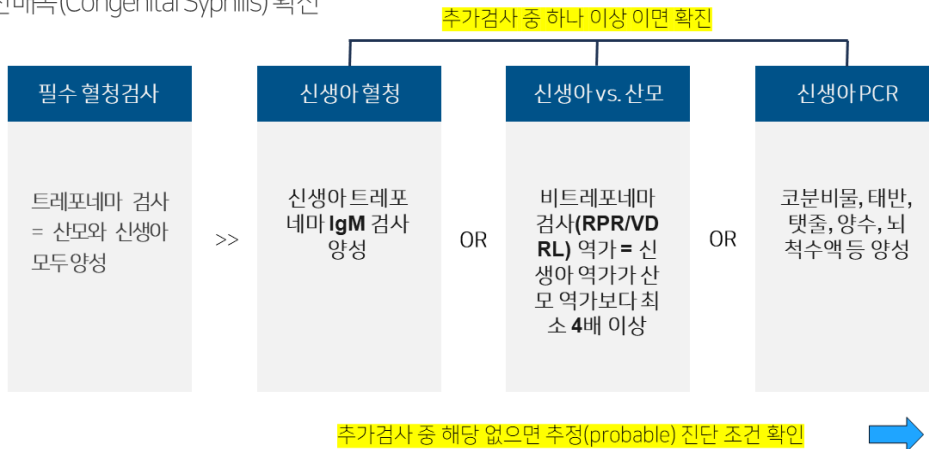 (Congenital Syphilis) 확진
추가검사 중 하나 이상 이면 확진
필수 혈청검사
신생아 혈청
신생아 vs. 산모
신생아 PCR
트레포네마 검사
= 산모와 신생아
모두 양성
>>
신생아 트레포
네마 IgM 검사
양성
OR
비트레포네마
검사(RPR/VD
RL) 역가 = 신
생아 역가가 산
모 역가보다 최
소 4배 이상
OR
코분비물, 태반,
탯줄, 양수, 뇌
척수액 등 양성
추가검사 중 해당 없으면 추정(probable) 진단 조건 확인